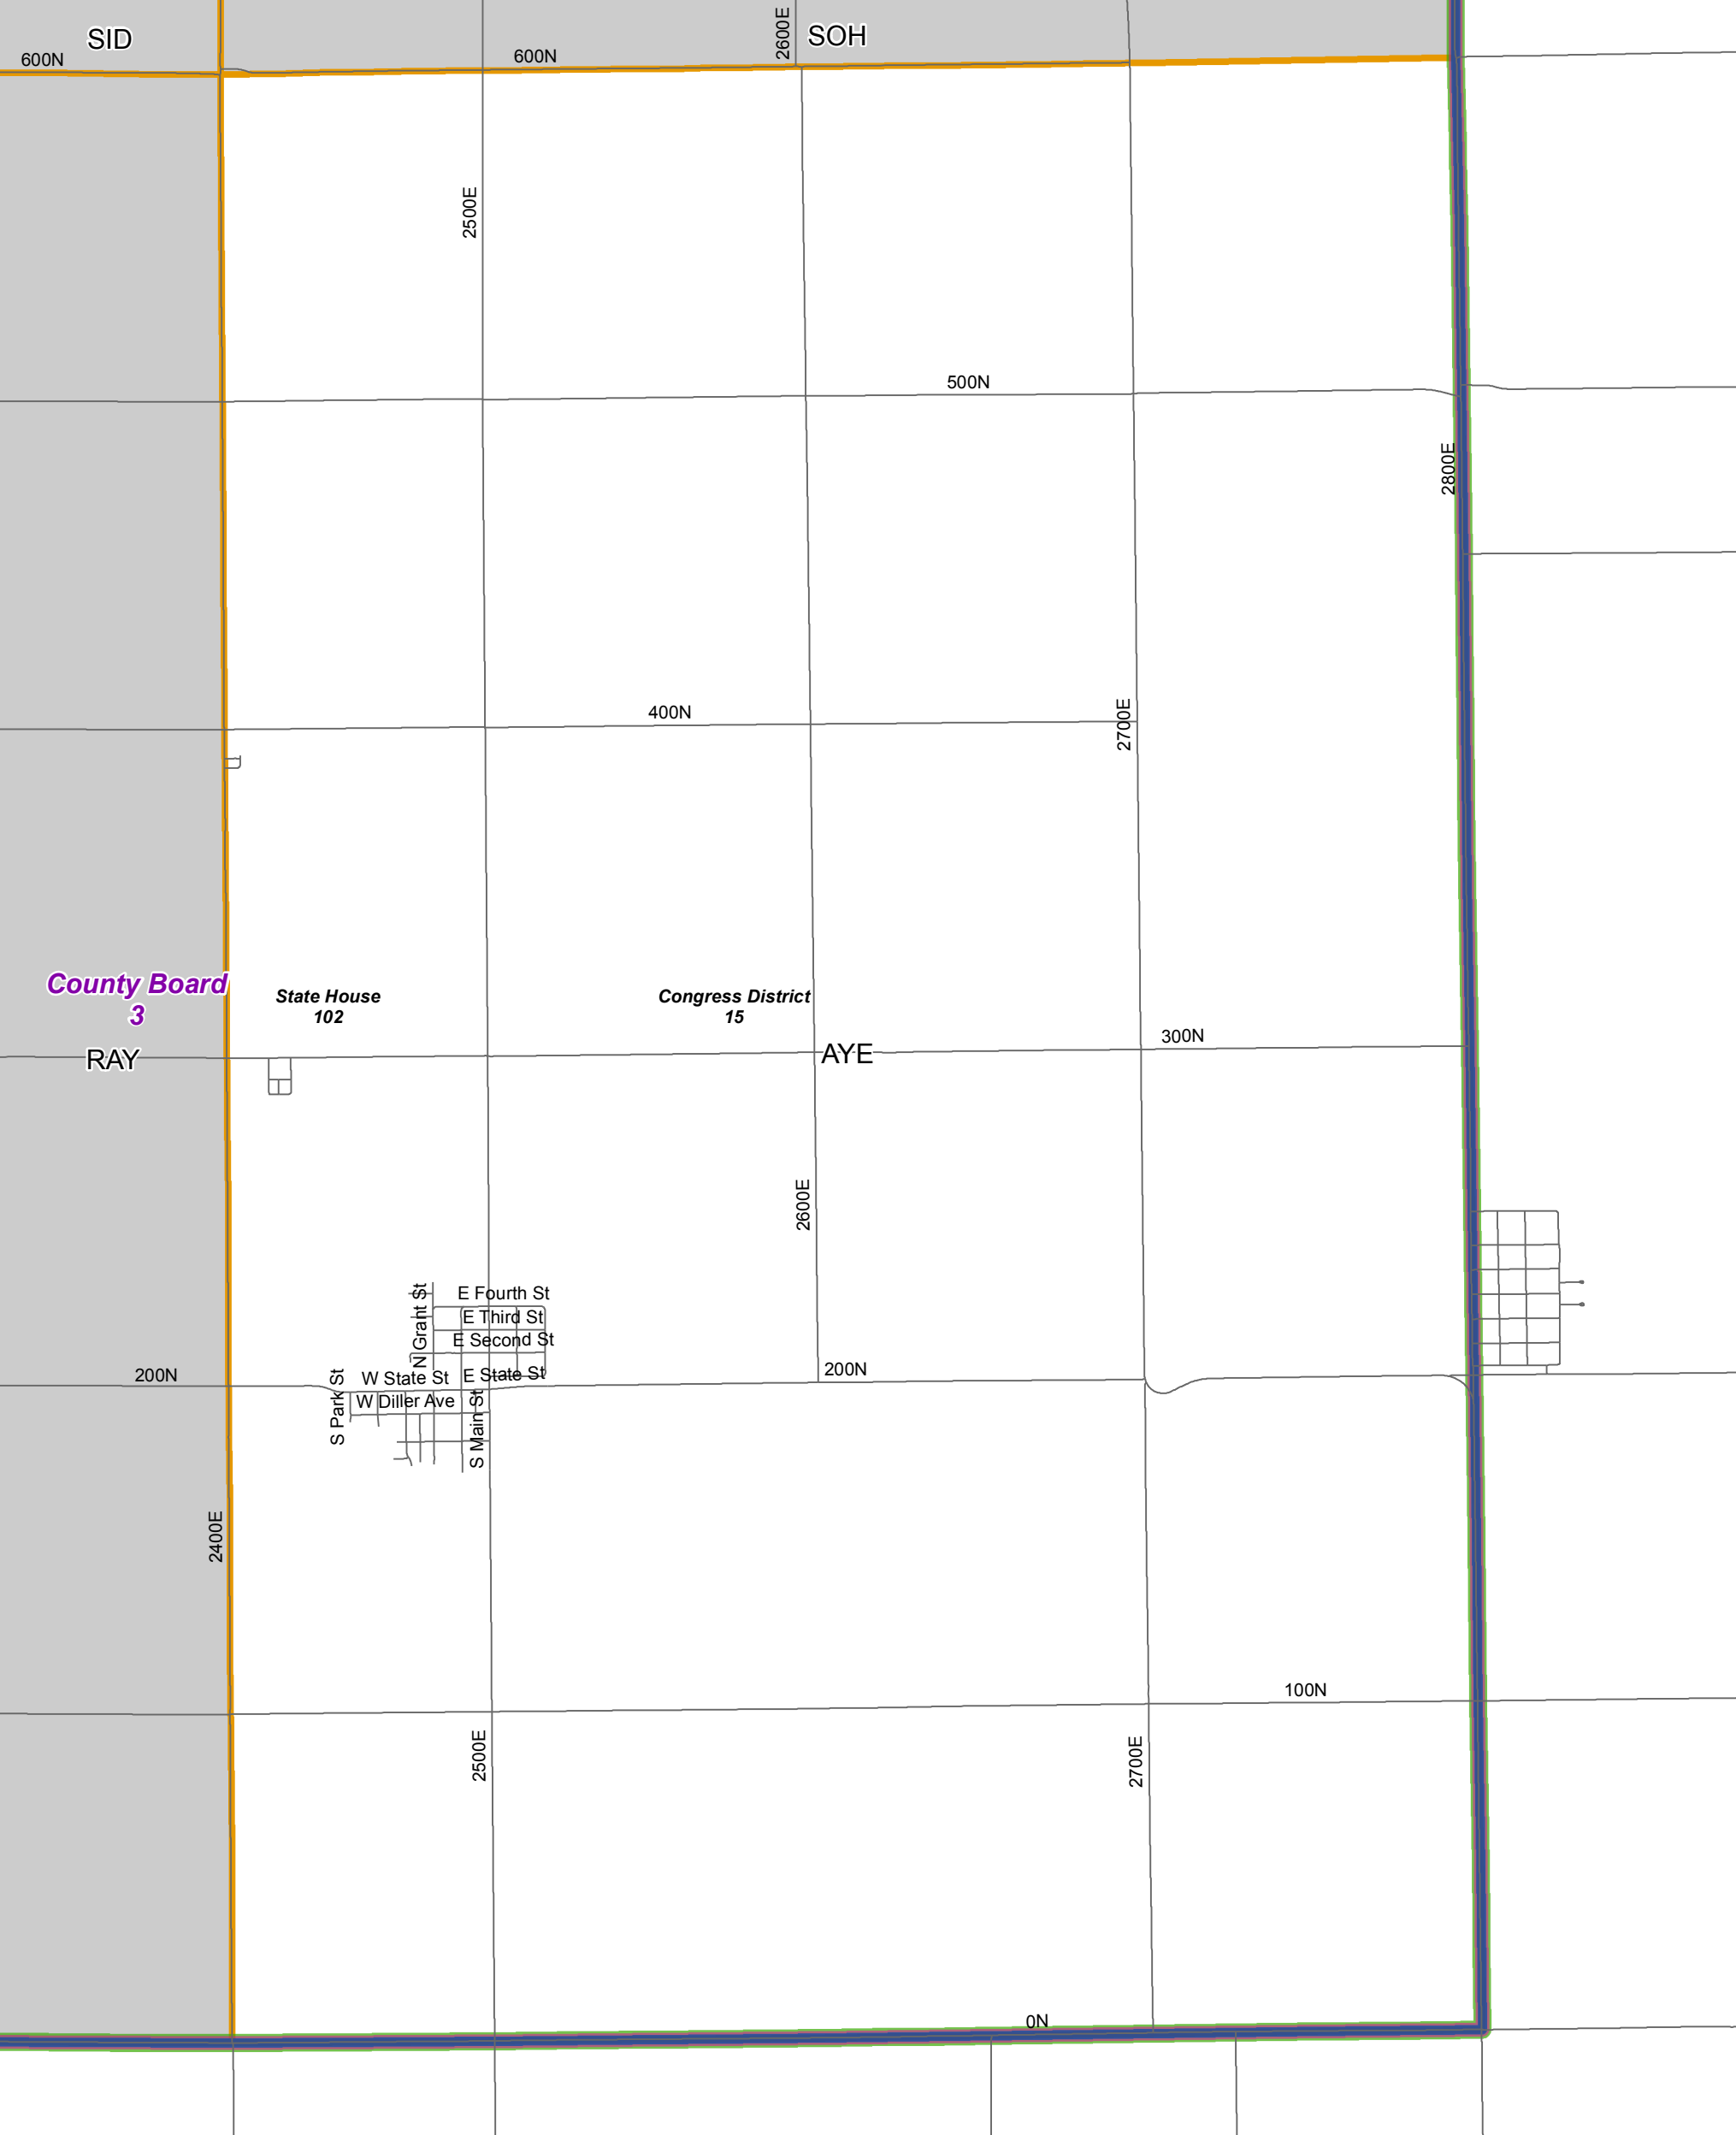 SID
SOH
2600E
600N
600N
2500E
500N
2800E
400N
2700E
County Board
3
State House
102
Congress District
15
RAY
AYE
300N
2600E
N Grant St
E Fourth St
E Third St
E Second St
200N
S Park St
W State St
E State St
200N
W Diller Ave
S Main St
2400E
100N
2500E
2700E
0N